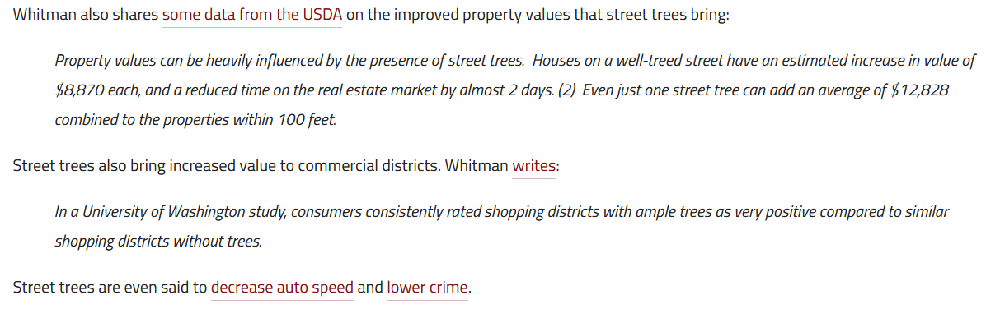 Whitman also shares some data from the USDA on the improved property values that street trees bring:
Property values can be heavily influenced by the presence of street trees.  Houses on a well-treed street have an estimated increase in value of
$8,870 each, and a reduced time on the real estate market by almost 2 days. (2)  Even just one street tree can add an average of $12,828
combined to the properties within 100 feet.
Street trees also bring increased value to commercial districts. Whitman writes:
In a University of Washington study, consumers consistently rated shopping districts with ample trees as very positive compared to similar
shopping districts without trees.
Street trees are even said to decrease auto speed and lower crime.